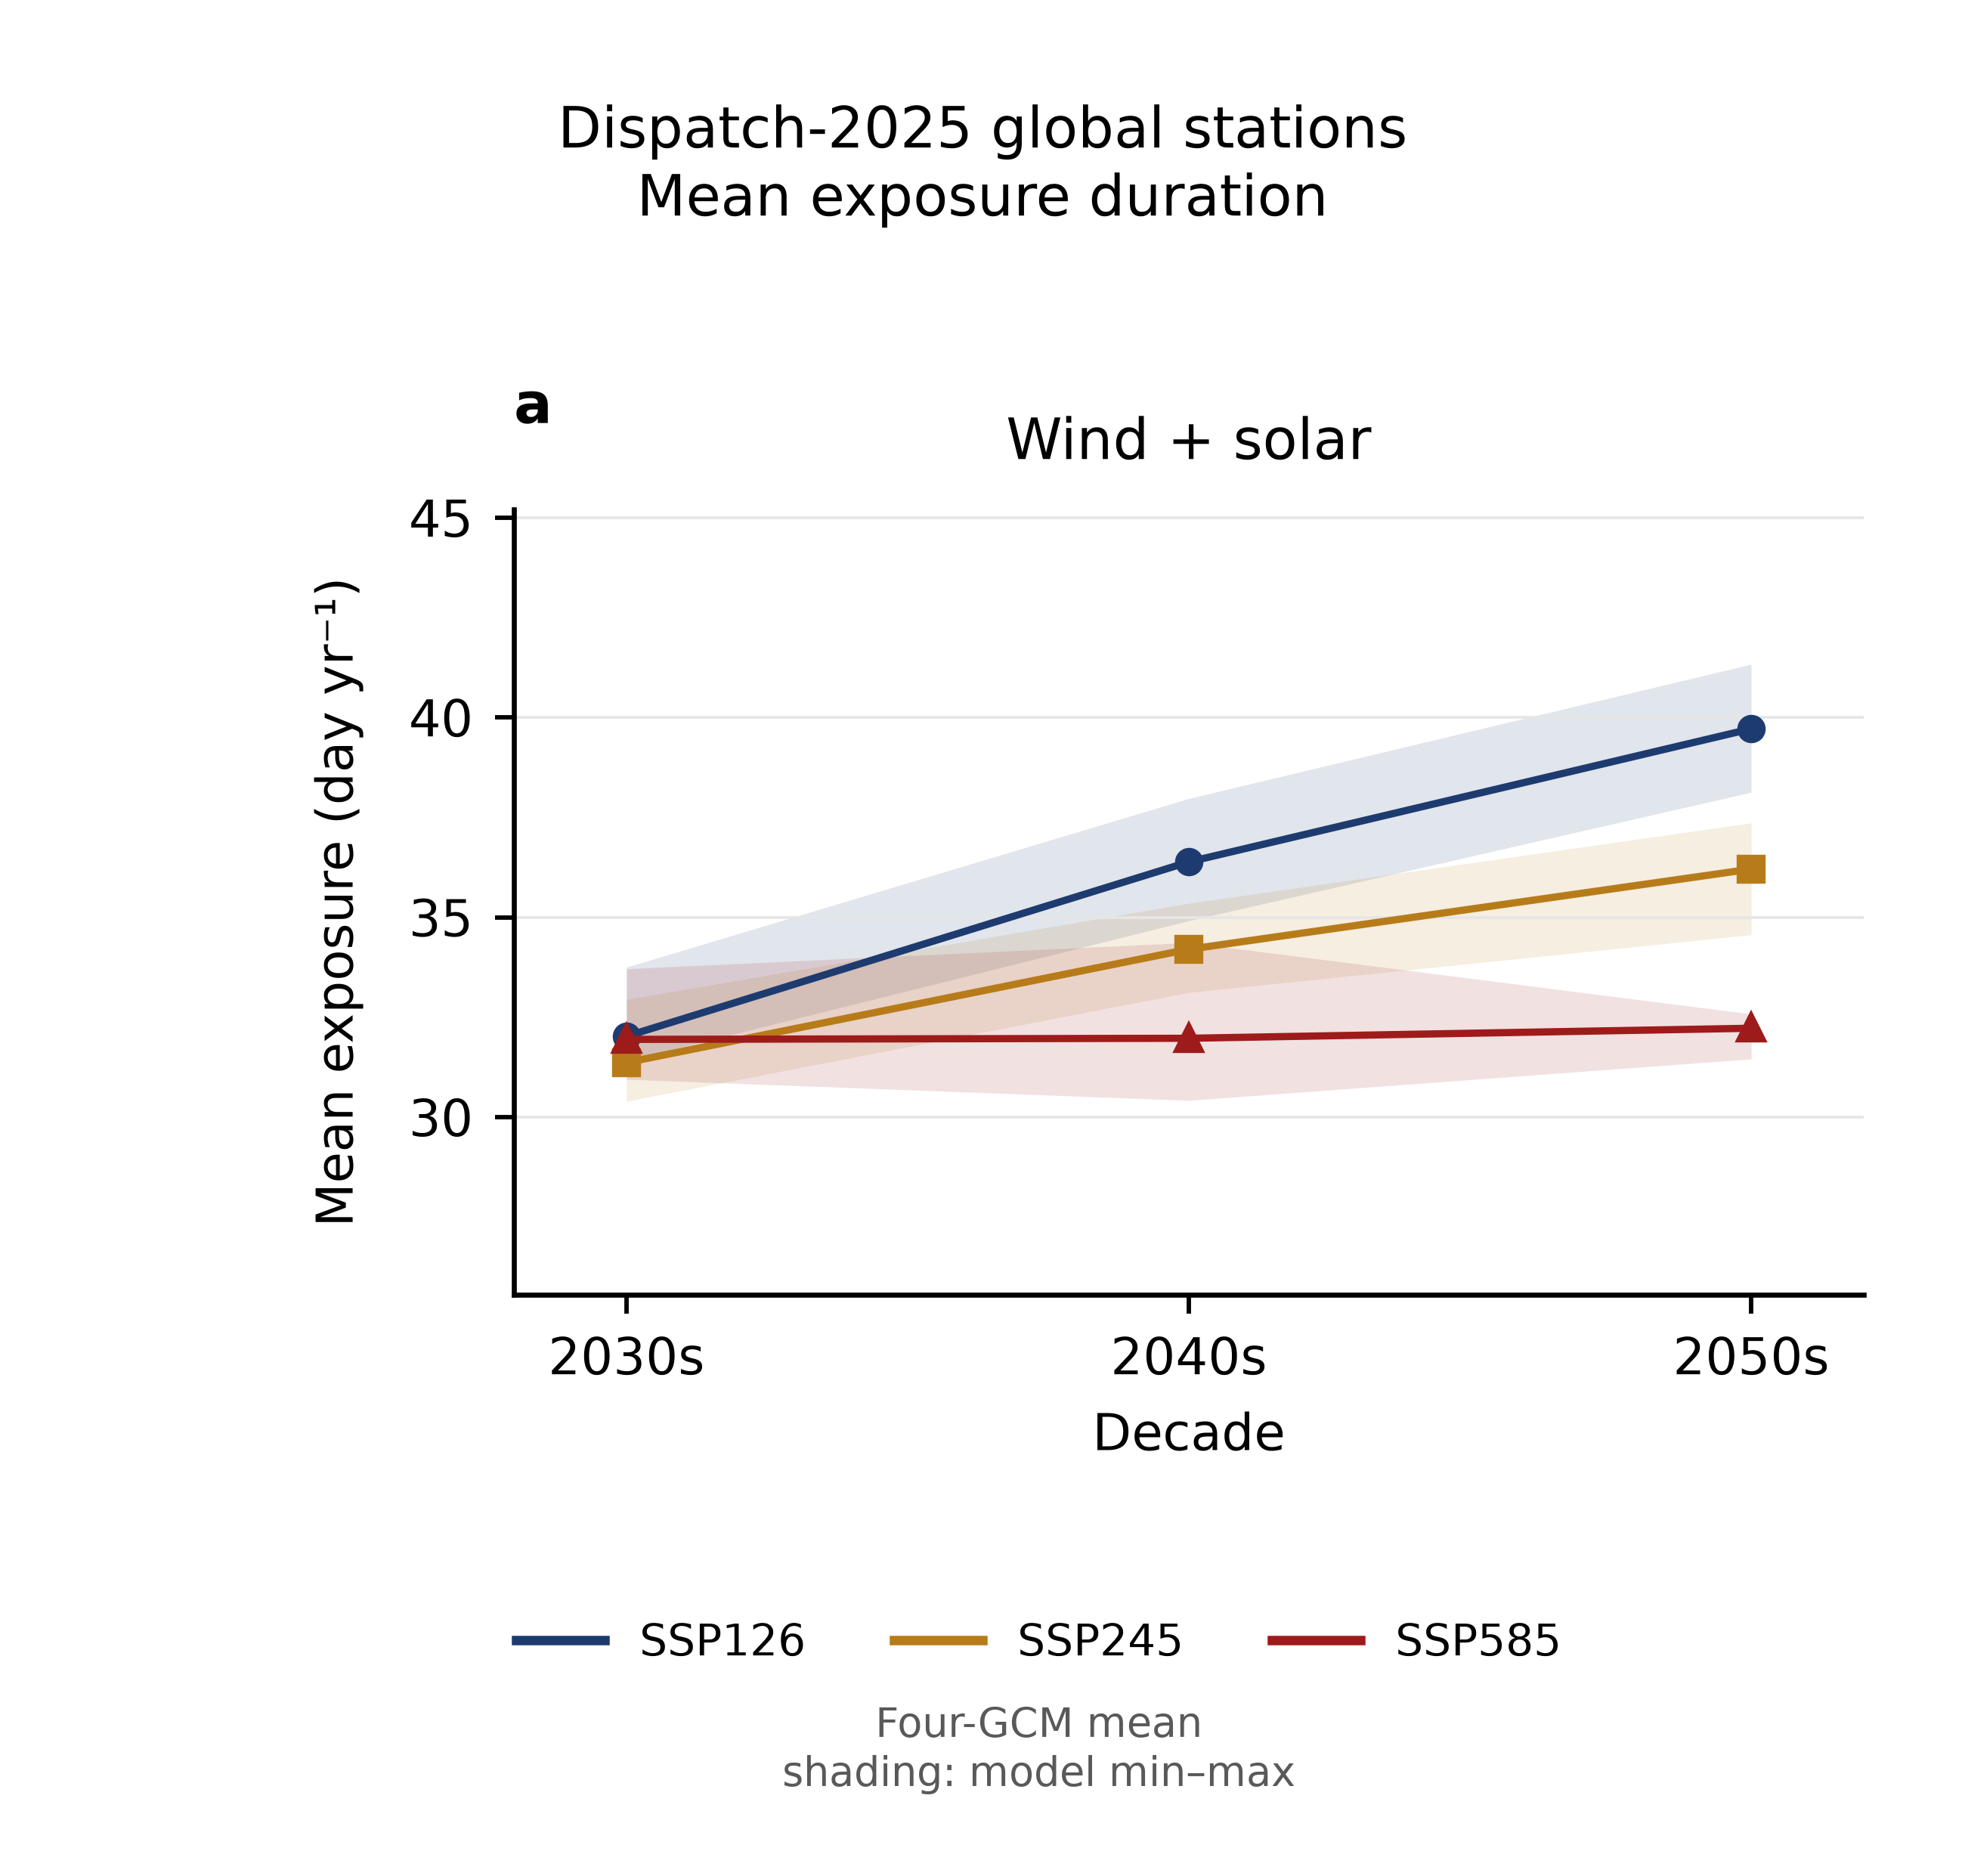 Dispatch-2025 global stations
Mean exposure duration
a
Wind + solar
Mean exposure (day yr⁻¹)
45
40
35
30
2030s
2040s
2050s
Decade
SSP126
SSP245
SSP585
Four-GCM mean
shading: model min–max